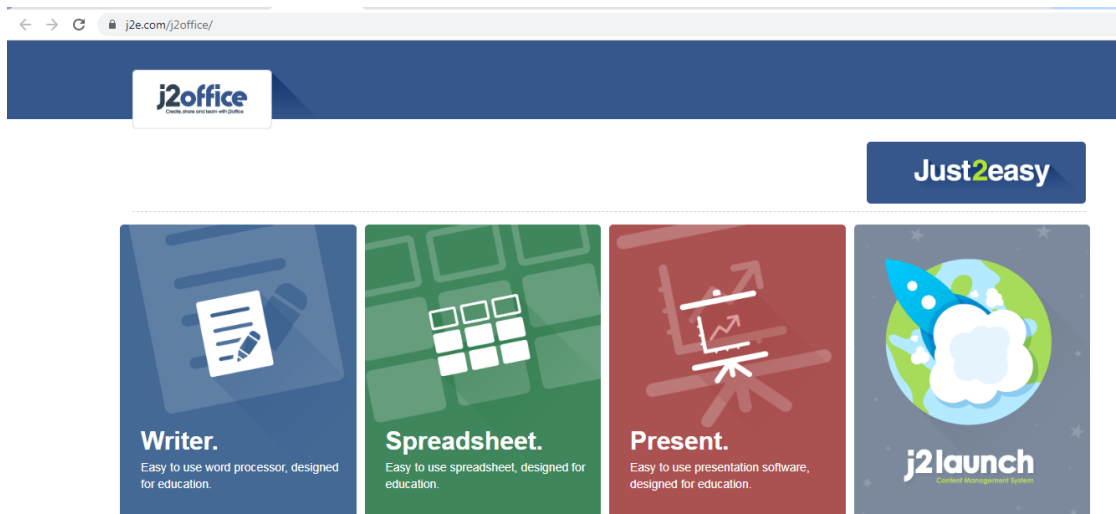 j2e.com/j2office/
j2office
Create, share and learn with j2office
Just2easy
Writer.
Easy to use word processor, designed
for education.
Spreadsheet.
Easy to use spreadsheet, designed for
education.
Present.
Easy to use presentation software,
designed for education.
j2launch
Content Management System